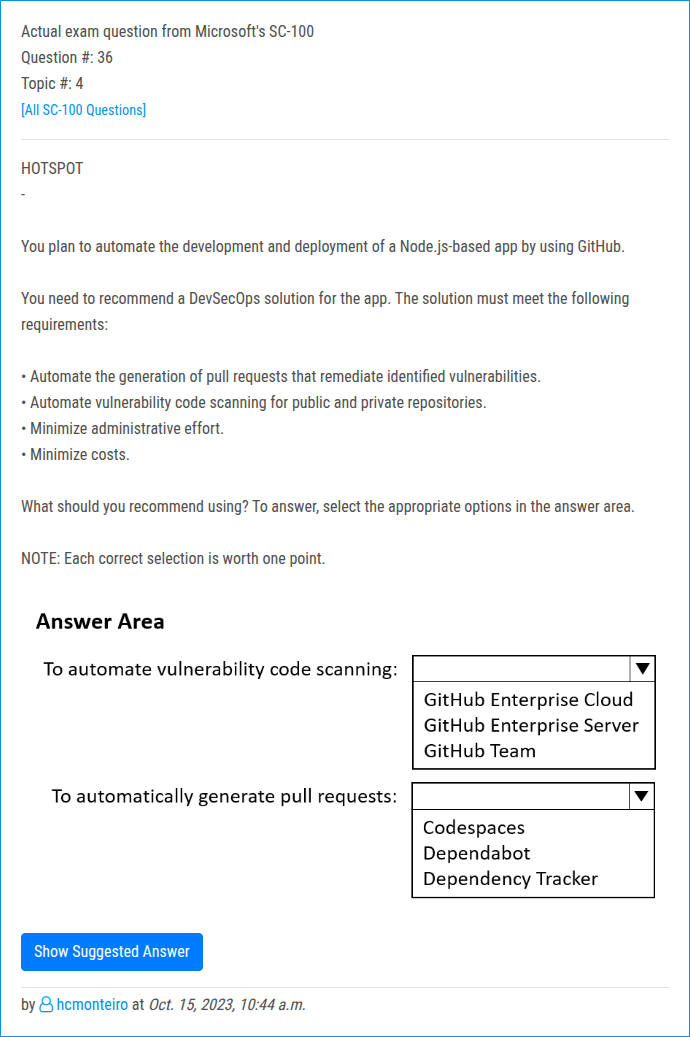 Actual exam question from Microsoft's SC-100
Question #: 36
Topic #: 4
[All SC-100 Questions]
HOTSPOT
-
You plan to automate the development and deployment of a Node.js-based app by using GitHub.
You need to recommend a DevSecOps solution for the app. The solution must meet the following
requirements:
• Automate the generation of pull requests that remediate identified vulnerabilities.
• Automate vulnerability code scanning for public and private repositories.
• Minimize administrative effort.
• Minimize costs.
What should you recommend using? To answer, select the appropriate options in the answer area.
NOTE: Each correct selection is worth one point.
Answer Area
To automate vulnerability code scanning:
GitHub Enterprise Cloud
GitHub Enterprise Server
GitHub Team
To automatically generate pull requests:
Codespaces
Dependabot
Dependency Tracker
Show Suggested Answer
by hcmonteiro at Oct. 15, 2023, 10:44 a.m.